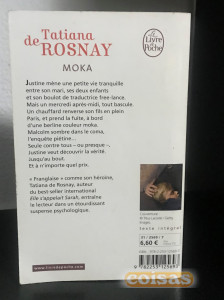 Tatiana
de ROSNAY
Le Livre
de Poche
MOKA
Justine mène une petite vie tranquille
entre son mari, ses deux enfants
et son boulot de traductrice free-lance.
Mais un mercredi après-midi, tout bascule.
Un chauffard renverse son fils en plein
Paris, et prend la fuite, à bord
d'une berline couleur moka.
Malcolm sombre dans le coma,
l'enquête piétine...
Seule contre tous – ou presque –,
Justine veut découvrir la vérité.
Jusqu'au bout.
Et à n'importe quel prix.
« Franglaise » comme son héroïne,
Tatiana de Rosnay, auteur
du best-seller international
Elle s'appelait Sarah, entraîne
le lecteur dans un étourdissant
suspense psychologique.
Couverture :
texte intégral
6,60 €
www.livredepoche.com
coisas